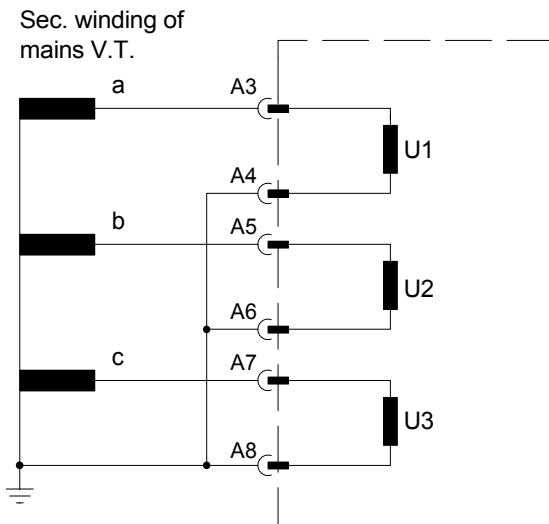 Sec. winding of
mains V.T.
a
A3
U1
A4
b
A5
U2
A6
c
A7
U3
A8